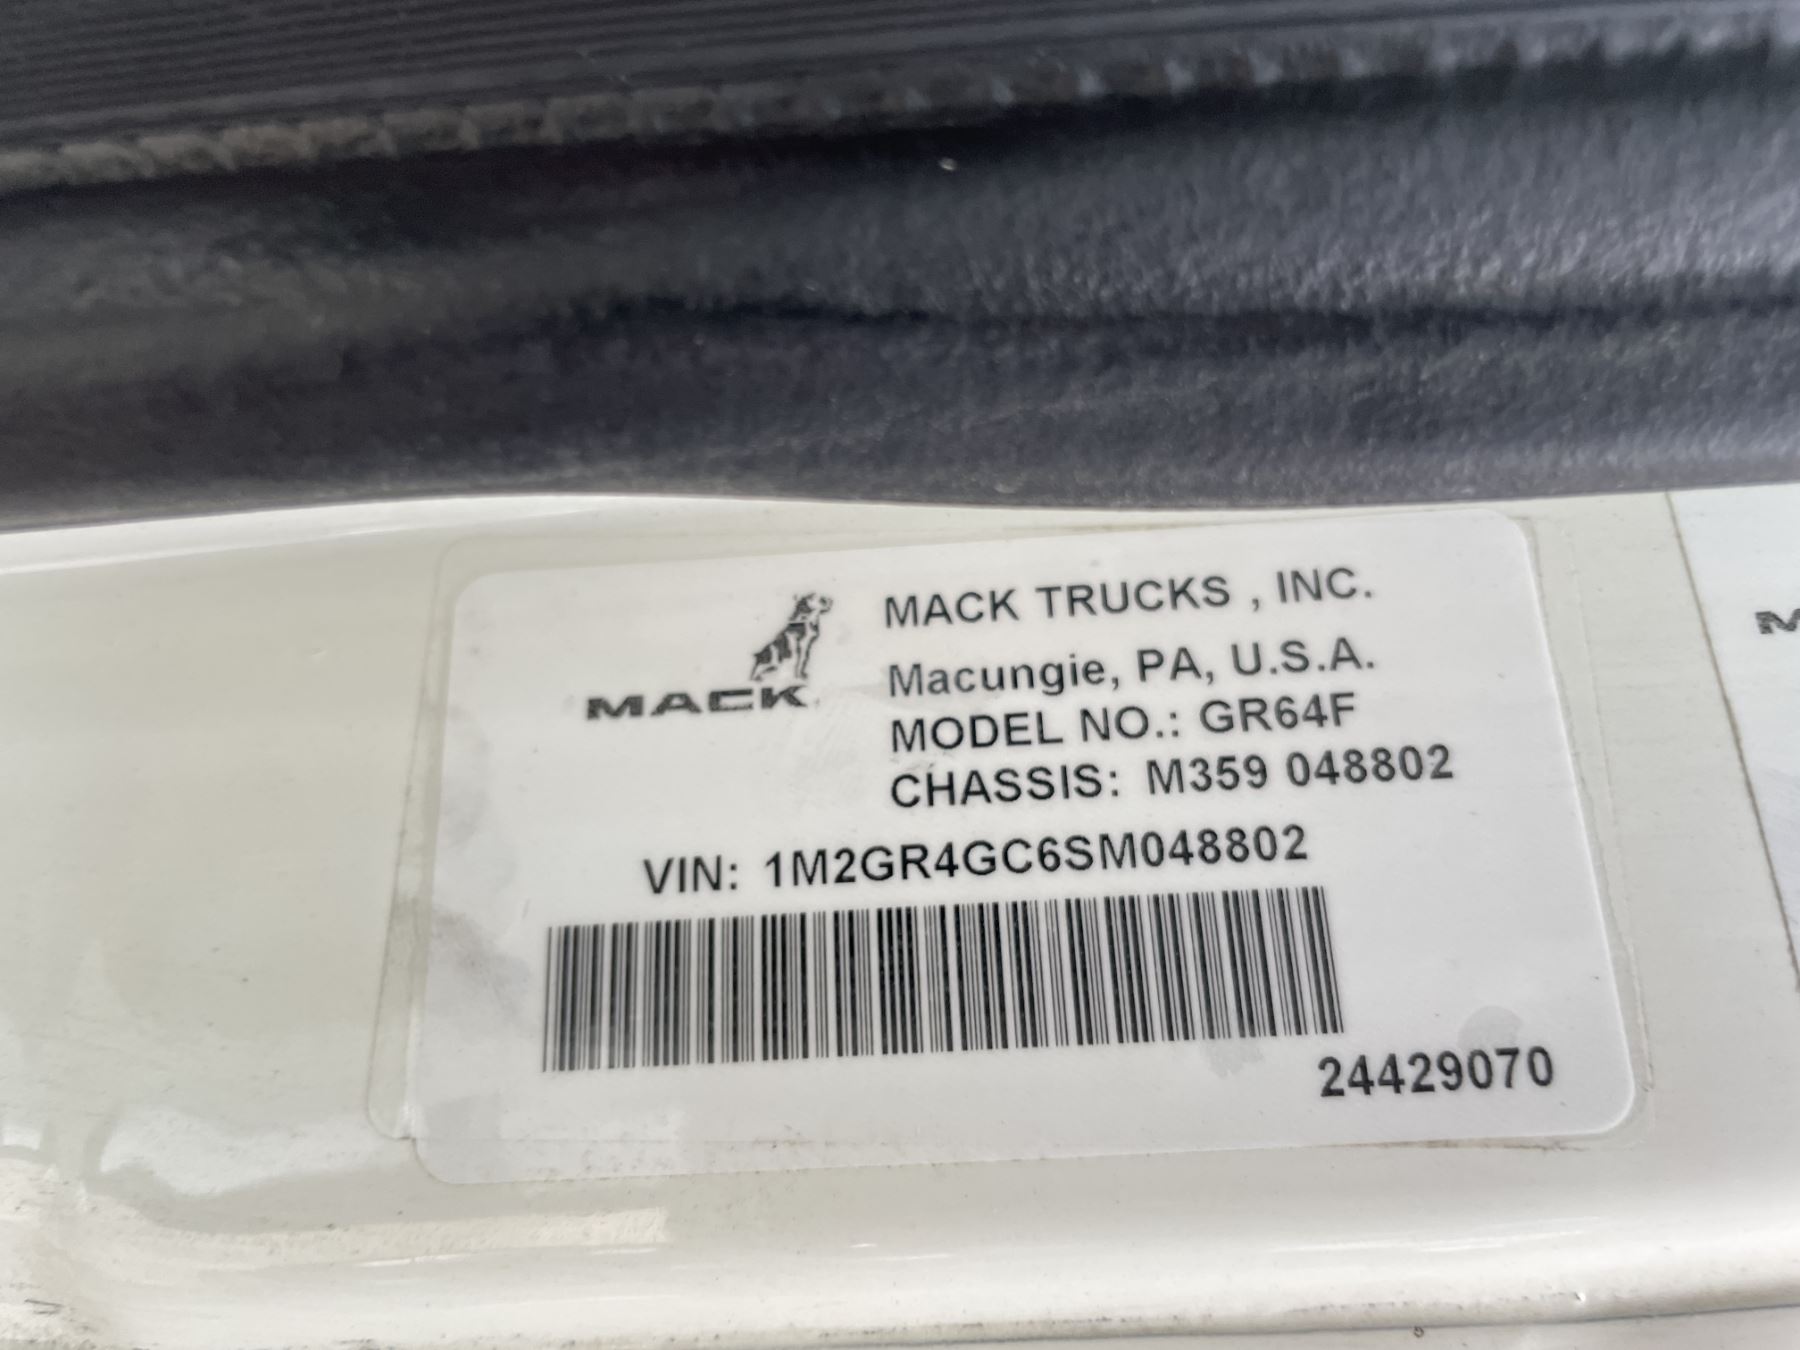 MACK
MACK TRUCKS , INC.
Macungie, PA, U.S.A.
MODEL NO.: GR64F
CHASSIS: M359 048802
VIN: 1M2GR4GC6SM048802
24429070